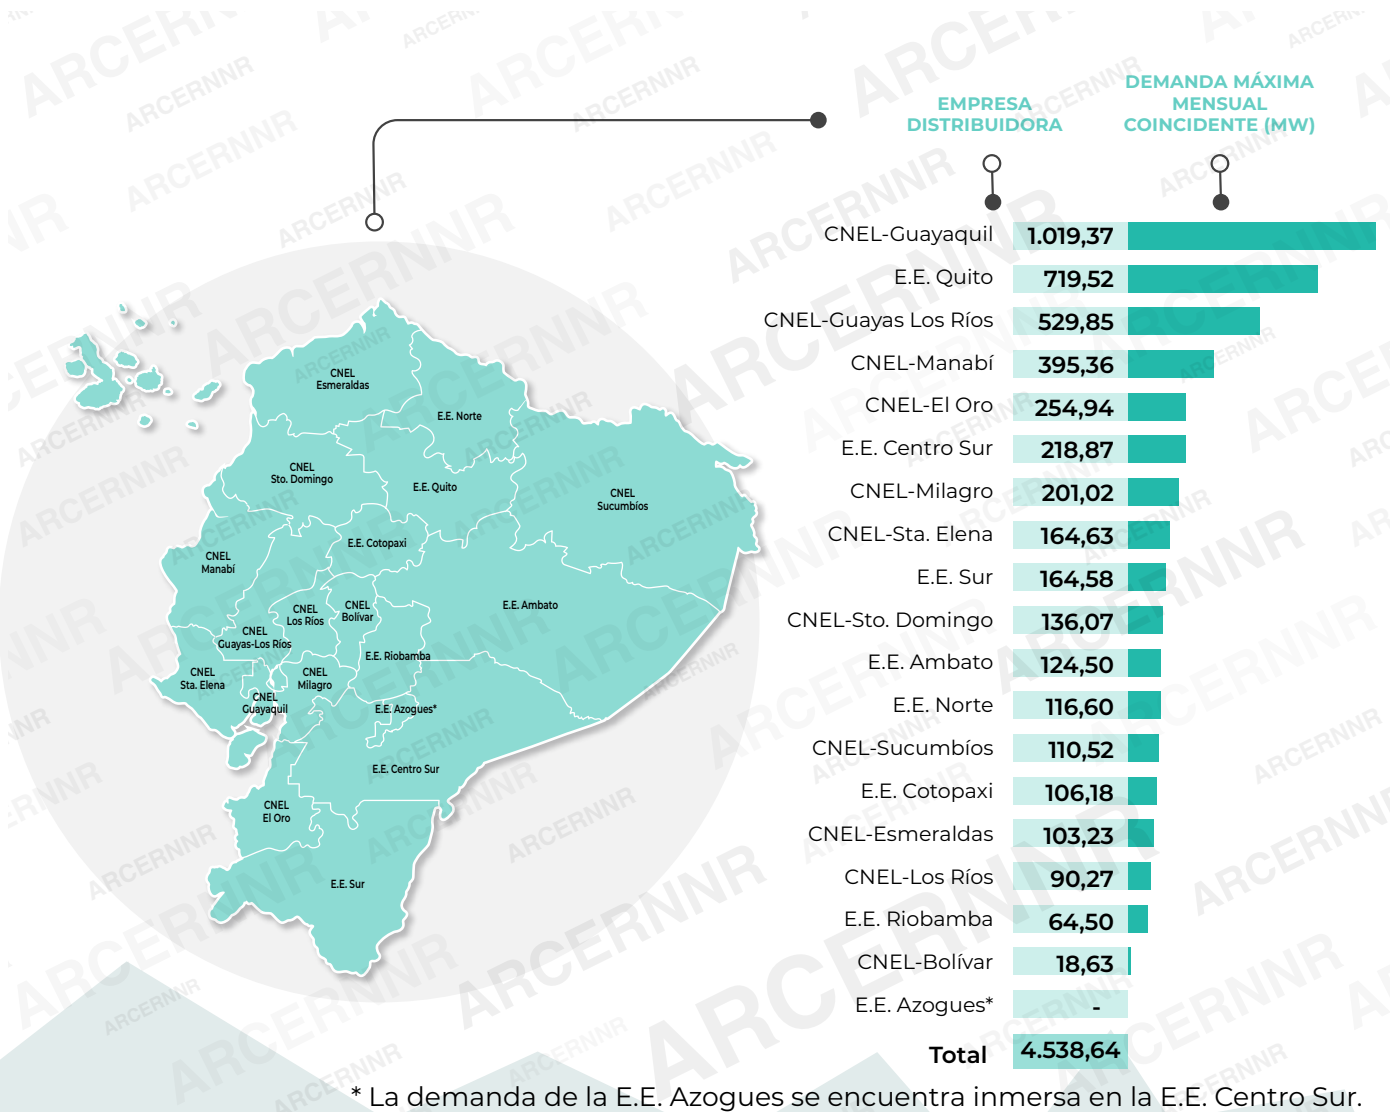 EMPRESA
DISTRIBUIDORA
DEMANDA MÁXIMA
MENSUAL
COINCIDENTE (MW)
CNEL-Guayaquil 1.019,37
E.E. Quito 719,52
CNEL-Guayas Los Ríos 529,85
CNEL-Manabí 395,36
CNEL-El Oro 254,94
E.E. Centro Sur 218,87
CNEL-Milagro 201,02
CNEL-Sta. Elena 164,63
E.E. Sur 164,58
CNEL-Sto. Domingo 136,07
E.E. Ambato 124,50
E.E. Norte 116,60
CNEL-Sucumbíos 110,52
E.E. Cotopaxi 106,18
CNEL-Esmeraldas 103,23
CNEL-Los Ríos 90,27
E.E. Riobamba 64,50
CNEL-Bolívar 18,63
E.E. Azogues* -
Total 4.538,64
CNEL
Esmeraldas
E.E. Norte
CNEL
Sto. Domingo
E.E. Quito
CNEL
Sucumbíos
E.E. Cotopaxi
CNEL
Manabí
CNEL
Los Ríos
CNEL
Bolívar
E.E. Ambato
CNEL
Guayas-Los Ríos
E.E. Riobamba
CNEL
Sta. Elena
CNEL
Milagro
CNEL
Guayaquil
E.E. Azogues*
E.E. Centro Sur
CNEL
El Oro
E.E. Sur
* La demanda de la E.E. Azogues se encuentra inmersa en la E.E. Centro Sur.
ARCERNNR